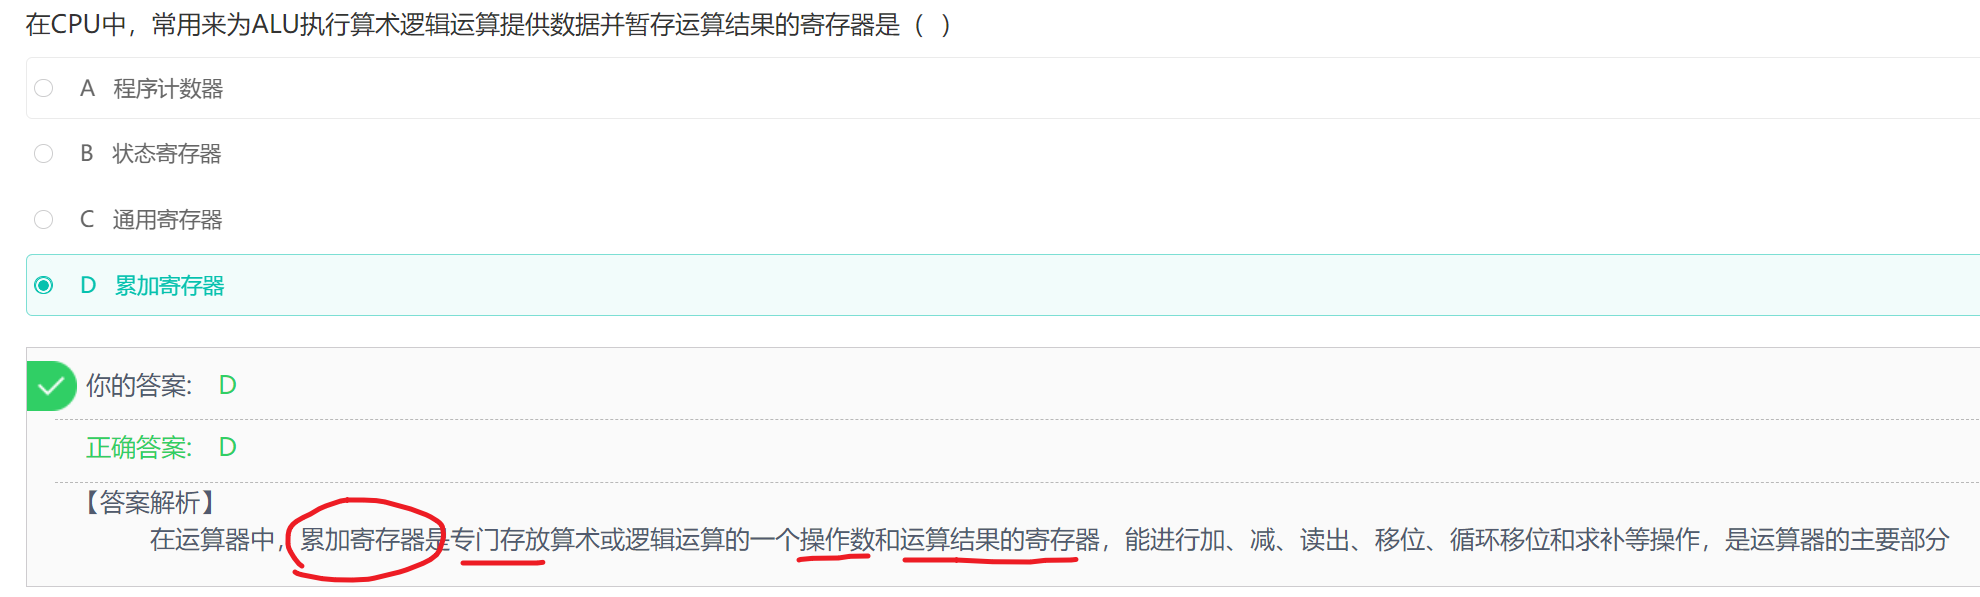 在CPU中，常用来为ALU执行算术逻辑运算提供数据并暂存运算结果的寄存器是（ ）
A 程序计数器
B 状态寄存器
C 通用寄存器
D 累加寄存器
你的答案: D
正确答案: D
【答案解析】
在运算器中，累加寄存器是专门存放算术或逻辑运算的一个操作数和运算结果的寄存器，能进行加、减、读出、移位、循环移位和求补等操作，是运算器的主要部分